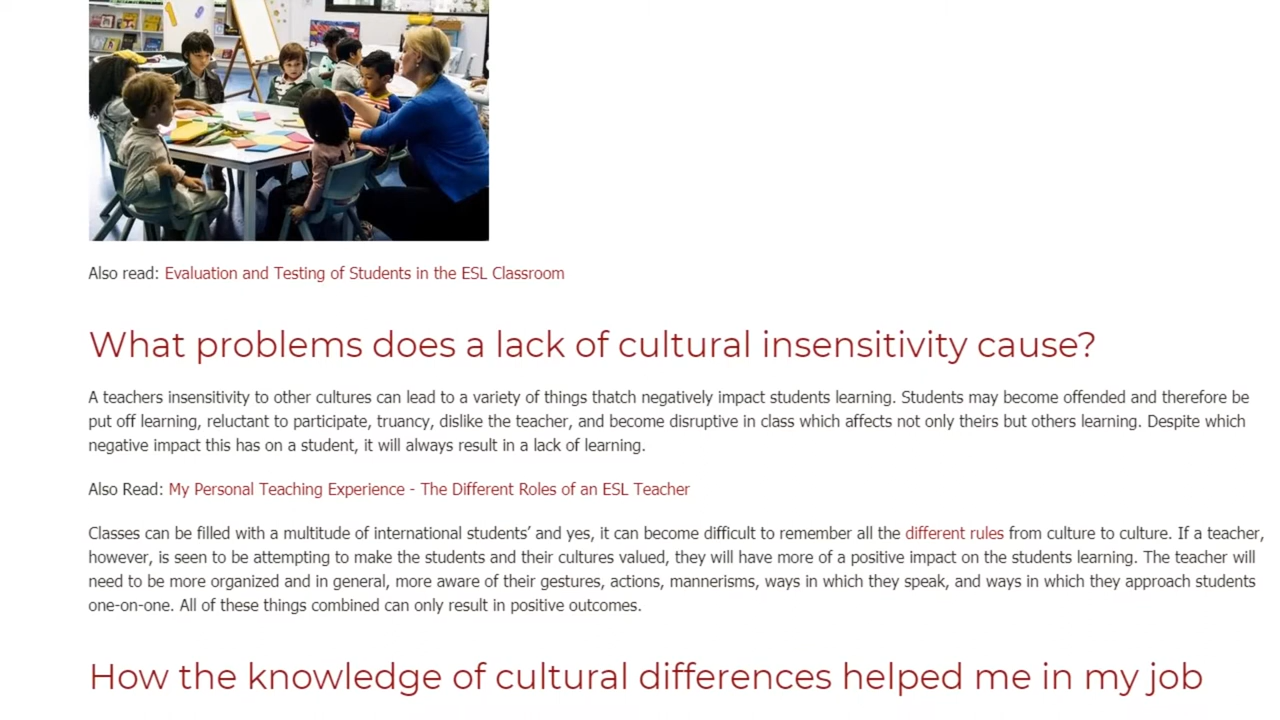 Also read: Evaluation and Testing of Students in the ESL Classroom
What problems does a lack of cultural insensitivity cause?
A teachers insensitivity to other cultures can lead to a variety of things thatch negatively impact students learning. Students may become offended and therefore be
put off learning, reluctant to participate, truancy, dislike the teacher, and become disruptive in class which affects not only theirs but others learning. Despite which
negative impact this has on a student, it will always result in a lack of learning.
Also Read: My Personal Teaching Experience - The Different Roles of an ESL Teacher
Classes can be filled with a multitude of international students’ and yes, it can become difficult to remember all the different rules from culture to culture. If a teacher,
however, is seen to be attempting to make the students and their cultures valued, they will have more of a positive impact on the students learning. The teacher will
need to be more organized and in general, more aware of their gestures, actions, mannerisms, ways in which they speak, and ways in which they approach students
one-on-one. All of these things combined can only result in positive outcomes.
How the knowledge of cultural differences helped me in my job